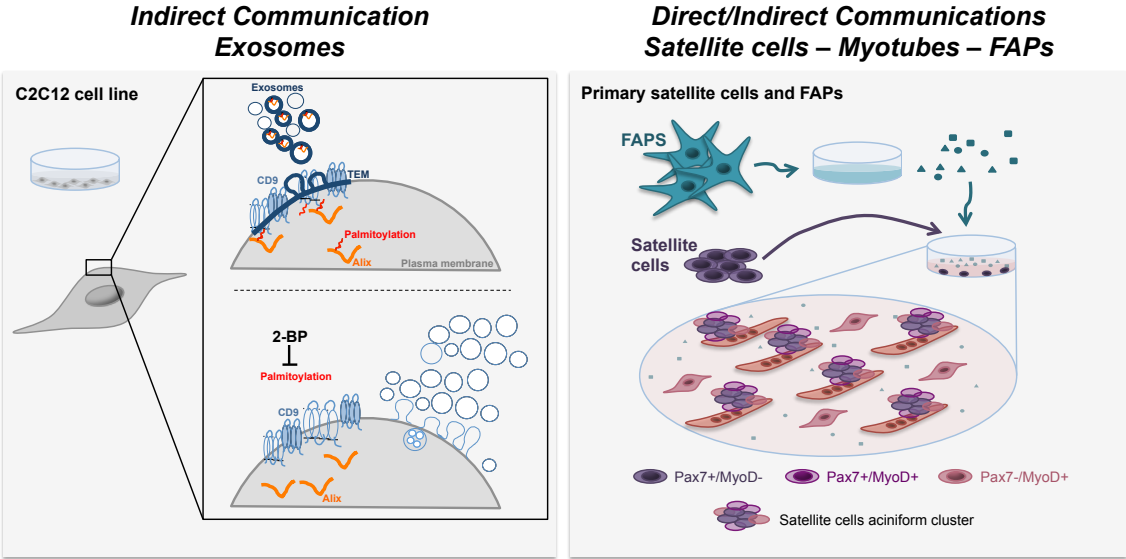 Indirect Communication
Exosomes
C2C12 cell line
Exosomes
CD9
TEM
Palmitoylation
Alix
Plasma membrane
2-BP
Palmitoylation
CD9
Alix
Direct/Indirect Communications
Satellite cells – Myotubes – FAPs
Primary satellite cells and FAPs
FAPS
Satellite
cells
Pax7+/MyoD-
Pax7+/MyoD+
Pax7-/MyoD+
Satellite cells aciniform cluster